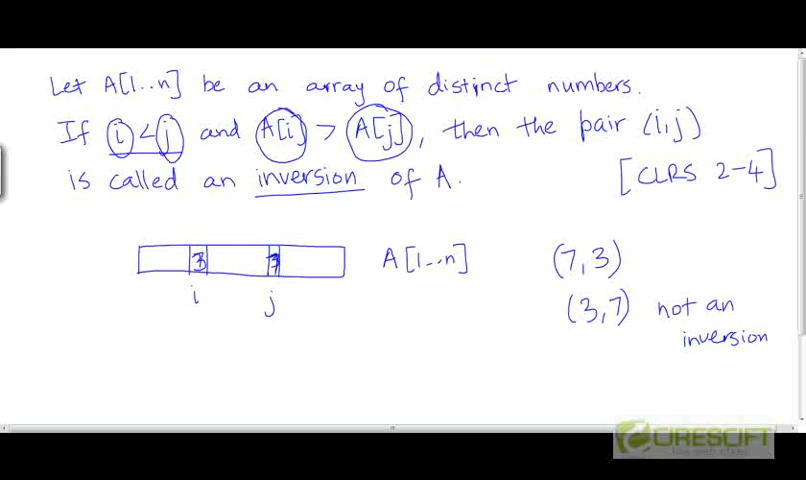 Let A[1..n] be an array of distinct numbers.
If i < j and A[i] > A[j], then the pair (i,j)
is called an inversion of A.
[CLRS 2-4]
3 A[1..n] (7,3)
i j
(3,7) not an
inversion